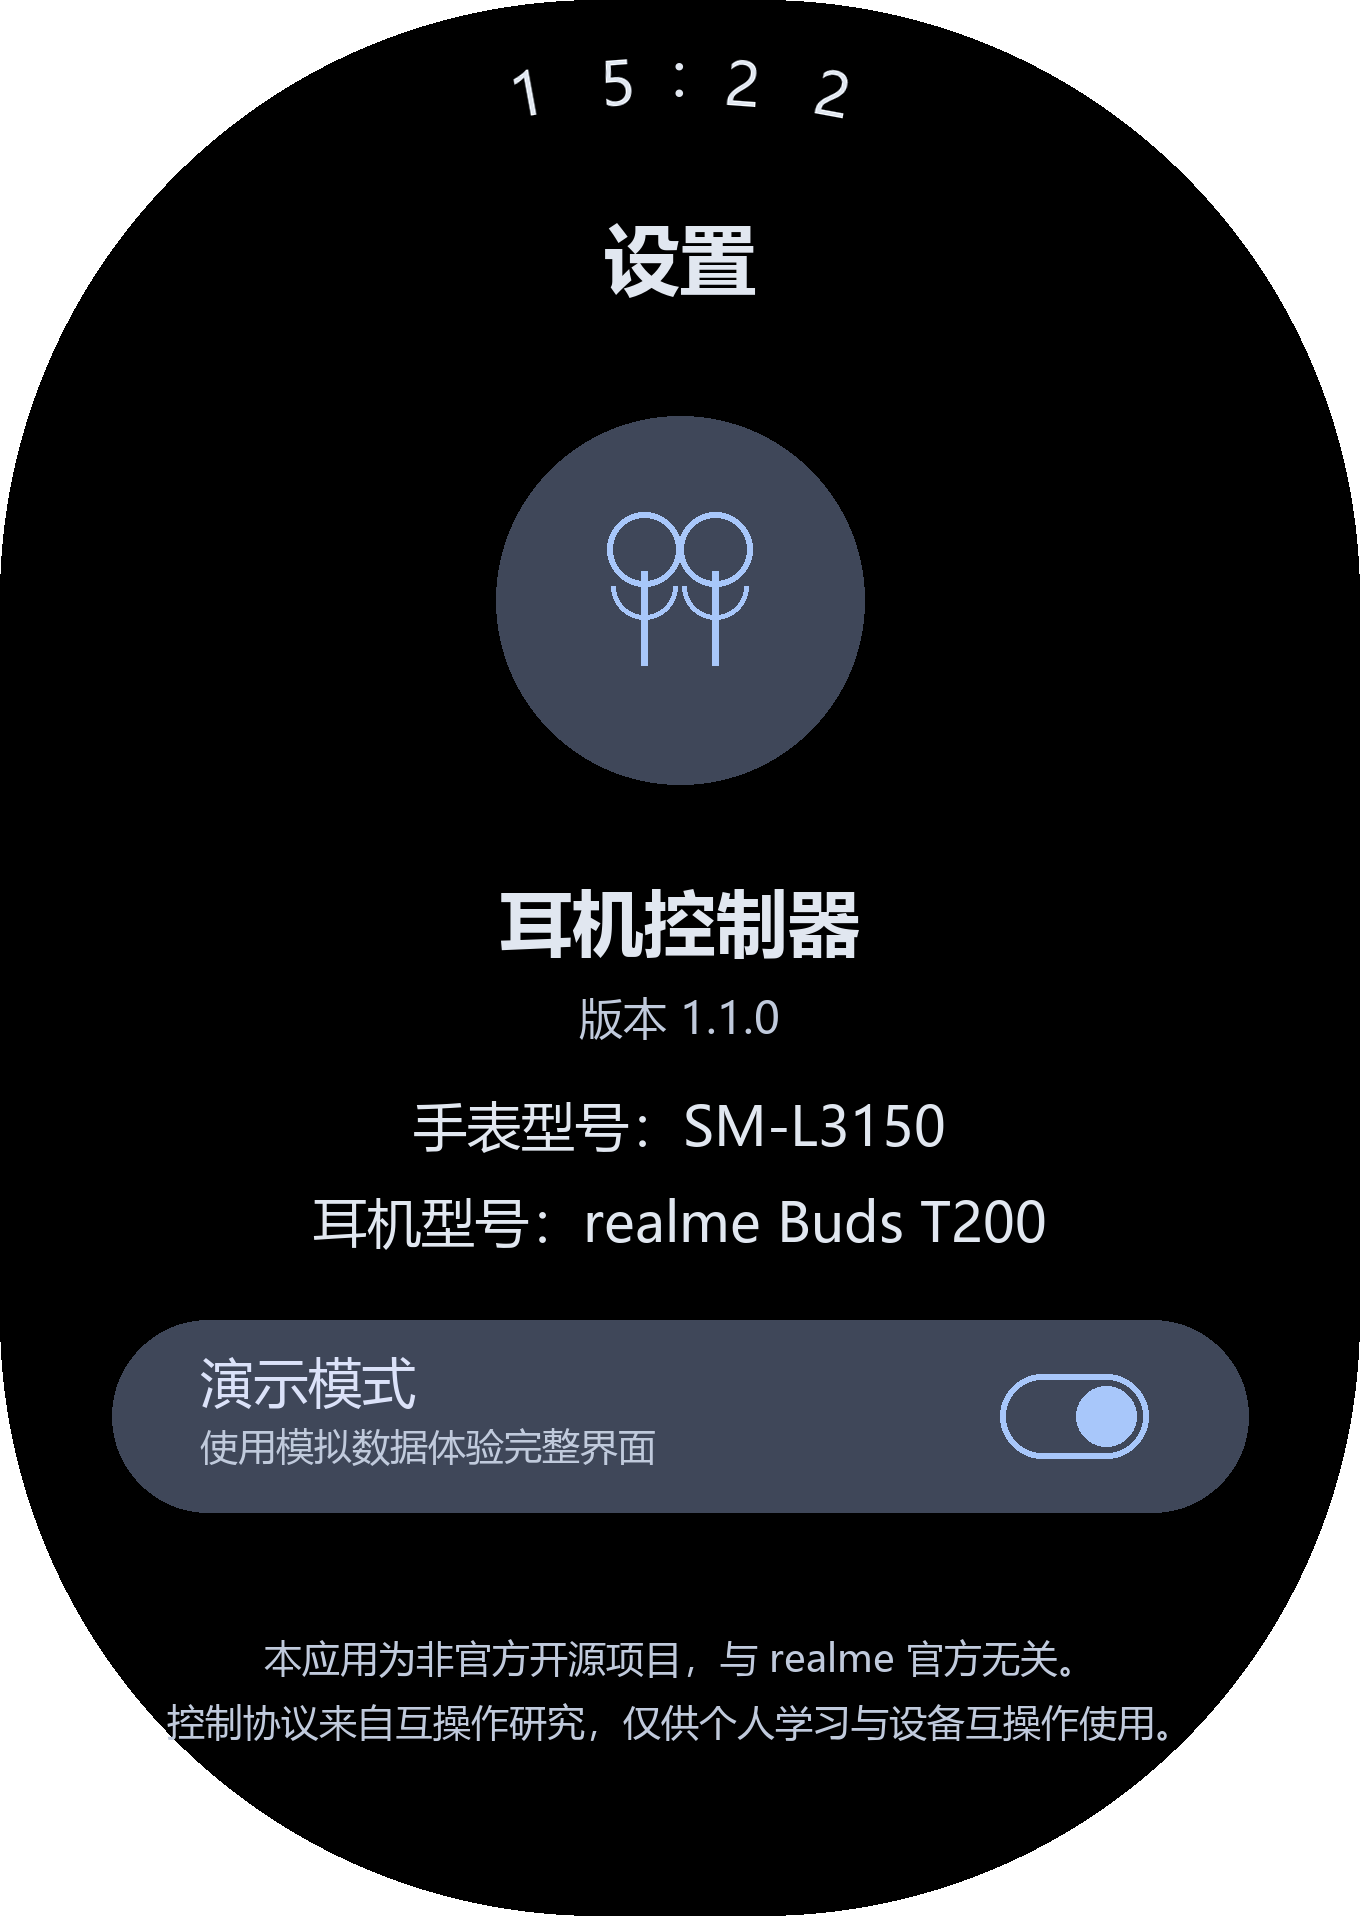 15:22
设置
耳机控制器
版本 1.1.0
手表型号：SM-L3150
耳机型号：realme Buds T200
演示模式
使用模拟数据体验完整界面
本应用为非官方开源项目，与 realme 官方无关。
控制协议来自互操作研究，仅供个人学习与设备互操作使用。